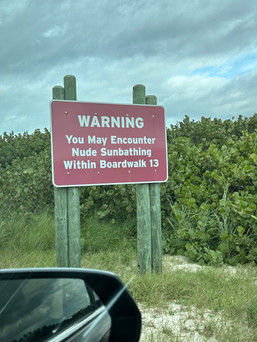 WARNING
You May Encounter
Nude Sunbathing
Within Boardwalk 13